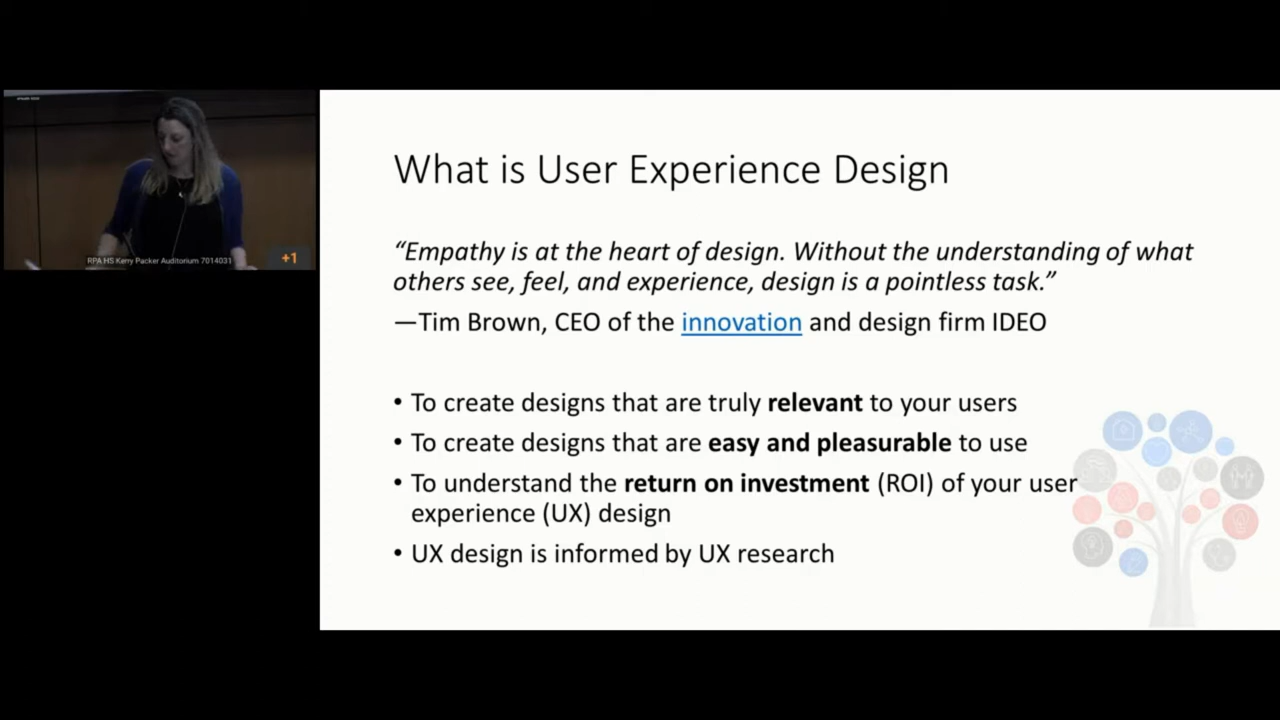 RPA HS Kerry Packer Auditorium 7014031
+1
What is User Experience Design
“Empathy is at the heart of design. Without the understanding of what
others see, feel, and experience, design is a pointless task.”
—Tim Brown, CEO of the innovation and design firm IDEO
• To create designs that are truly relevant to your users
• To create designs that are easy and pleasurable to use
• To understand the return on investment (ROI) of your user
experience (UX) design
• UX design is informed by UX research